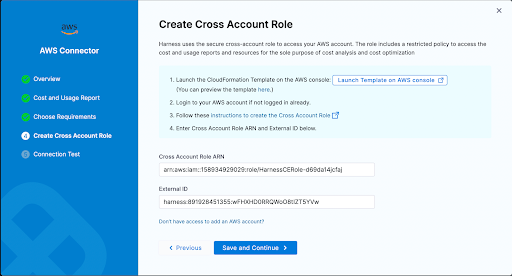 aws
AWS Connector
Overview
Cost and Usage Report
Choose Requirements
4 Create Cross Account Role
5 Connection Test
Create Cross Account Role
Harness uses the secure cross-account role to access your AWS account. The role includes a restricted policy to access the
cost and usage reports and resources for the sole purpose of cost analysis and cost optimization
1. Launch the CloudFormation Template on the AWS console: Launch Template on AWS console
(You can preview the template here.)
2. Login to your AWS account if not logged in already.
3. Follow these instructions to create the Cross Account Role
4. Enter Cross Account Role ARN and External ID below.
Cross Account Role ARN
arn:aws:iam::158934929029:role/HarnessCERole-d69da14jcfaj
External ID
harness:891928451355:wFHXHD0RRQWoO8tIZT5YVw
Don't have access to add an AWS account?
< Previous
Save and Continue >